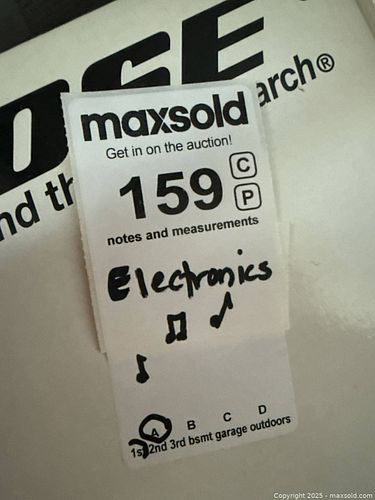 OSE
arch®
nd th
maxsold
Get in on the auction!
159 C
P
notes and measurements
Electronics
A B C D
1st 2nd 3rd bsmt garage outdoors
Copyright 2025 - maxsold.com